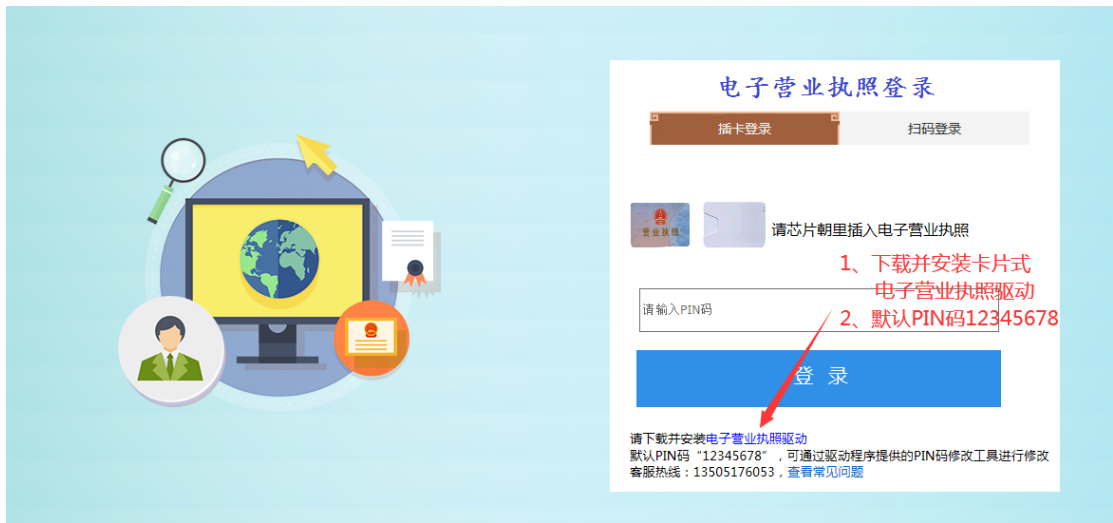 电子营业执照登录
插卡登录
扫码登录
营业执照
请芯片朝里插入电子营业执照
1、下载并安装卡片式
电子营业执照驱动
请输入PIN码
2、默认PIN码12345678
登 录
请下载并安装电子营业执照驱动
默认PIN码“12345678”，可通过驱动程序提供的PIN码修改工具进行修改
客服热线：13505176053，查看常见问题